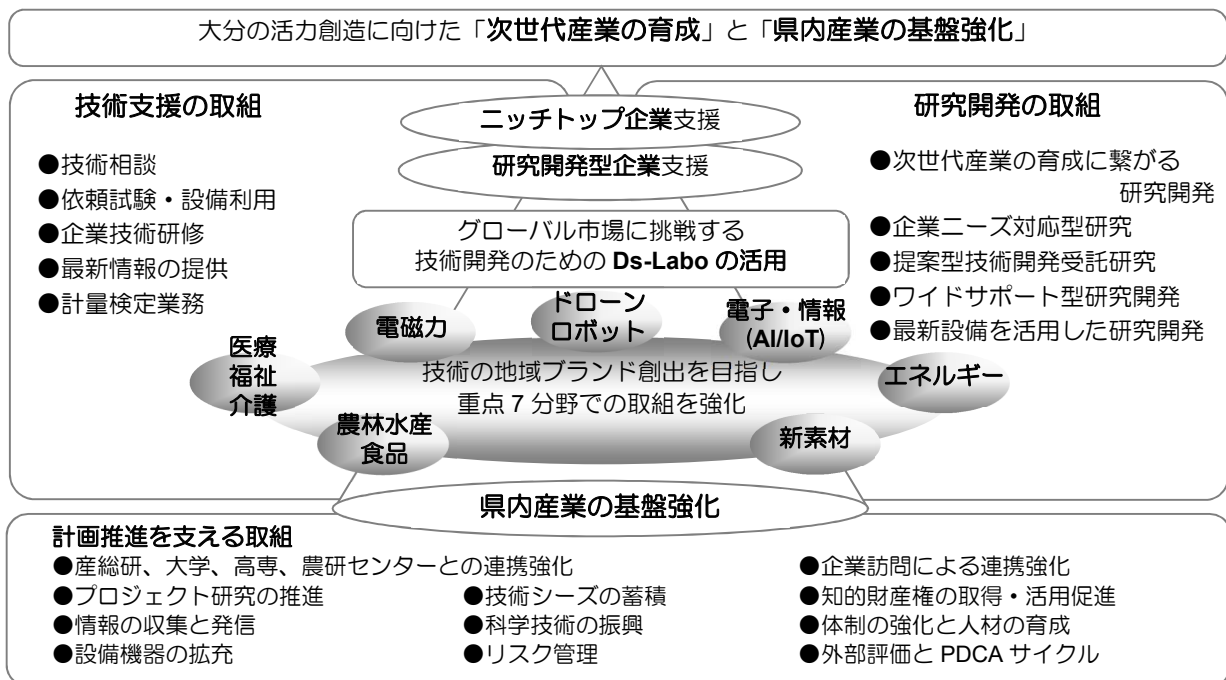 大分の活力創造に向けた「次世代産業の育成」と「県内産業の基盤強化」
技術支援の取組
●技術相談
●依頼試験・設備利用
●企業技術研修
●最新情報の提供
●計量検定業務
ニッチトップ企業支援
研究開発型企業支援
グローバル市場に挑戦する
技術開発のための Ds-Labo の活用
研究開発の取組
●次世代産業の育成に繋がる
研究開発
●企業ニーズ対応型研究
●提案型技術開発受託研究
●ワイドサポート型研究開発
●最新設備を活用した研究開発
電磁力
ドローン
ロボット
電子・情報
(AI/IoT)
医療
福祉
介護
エネルギー
技術の地域ブランド創出を目指し
重点 7 分野での取組を強化
農林水産
食品
新素材
県内産業の基盤強化
計画推進を支える取組
●産総研、大学、高専、農研センターとの連携強化
●プロジェクト研究の推進
●情報の収集と発信
●設備機器の拡充
●技術シーズの蓄積
●科学技術の振興
●リスク管理
●企業訪問による連携強化
●知的財産権の取得・活用促進
●体制の強化と人材の育成
●外部評価と PDCA サイクル